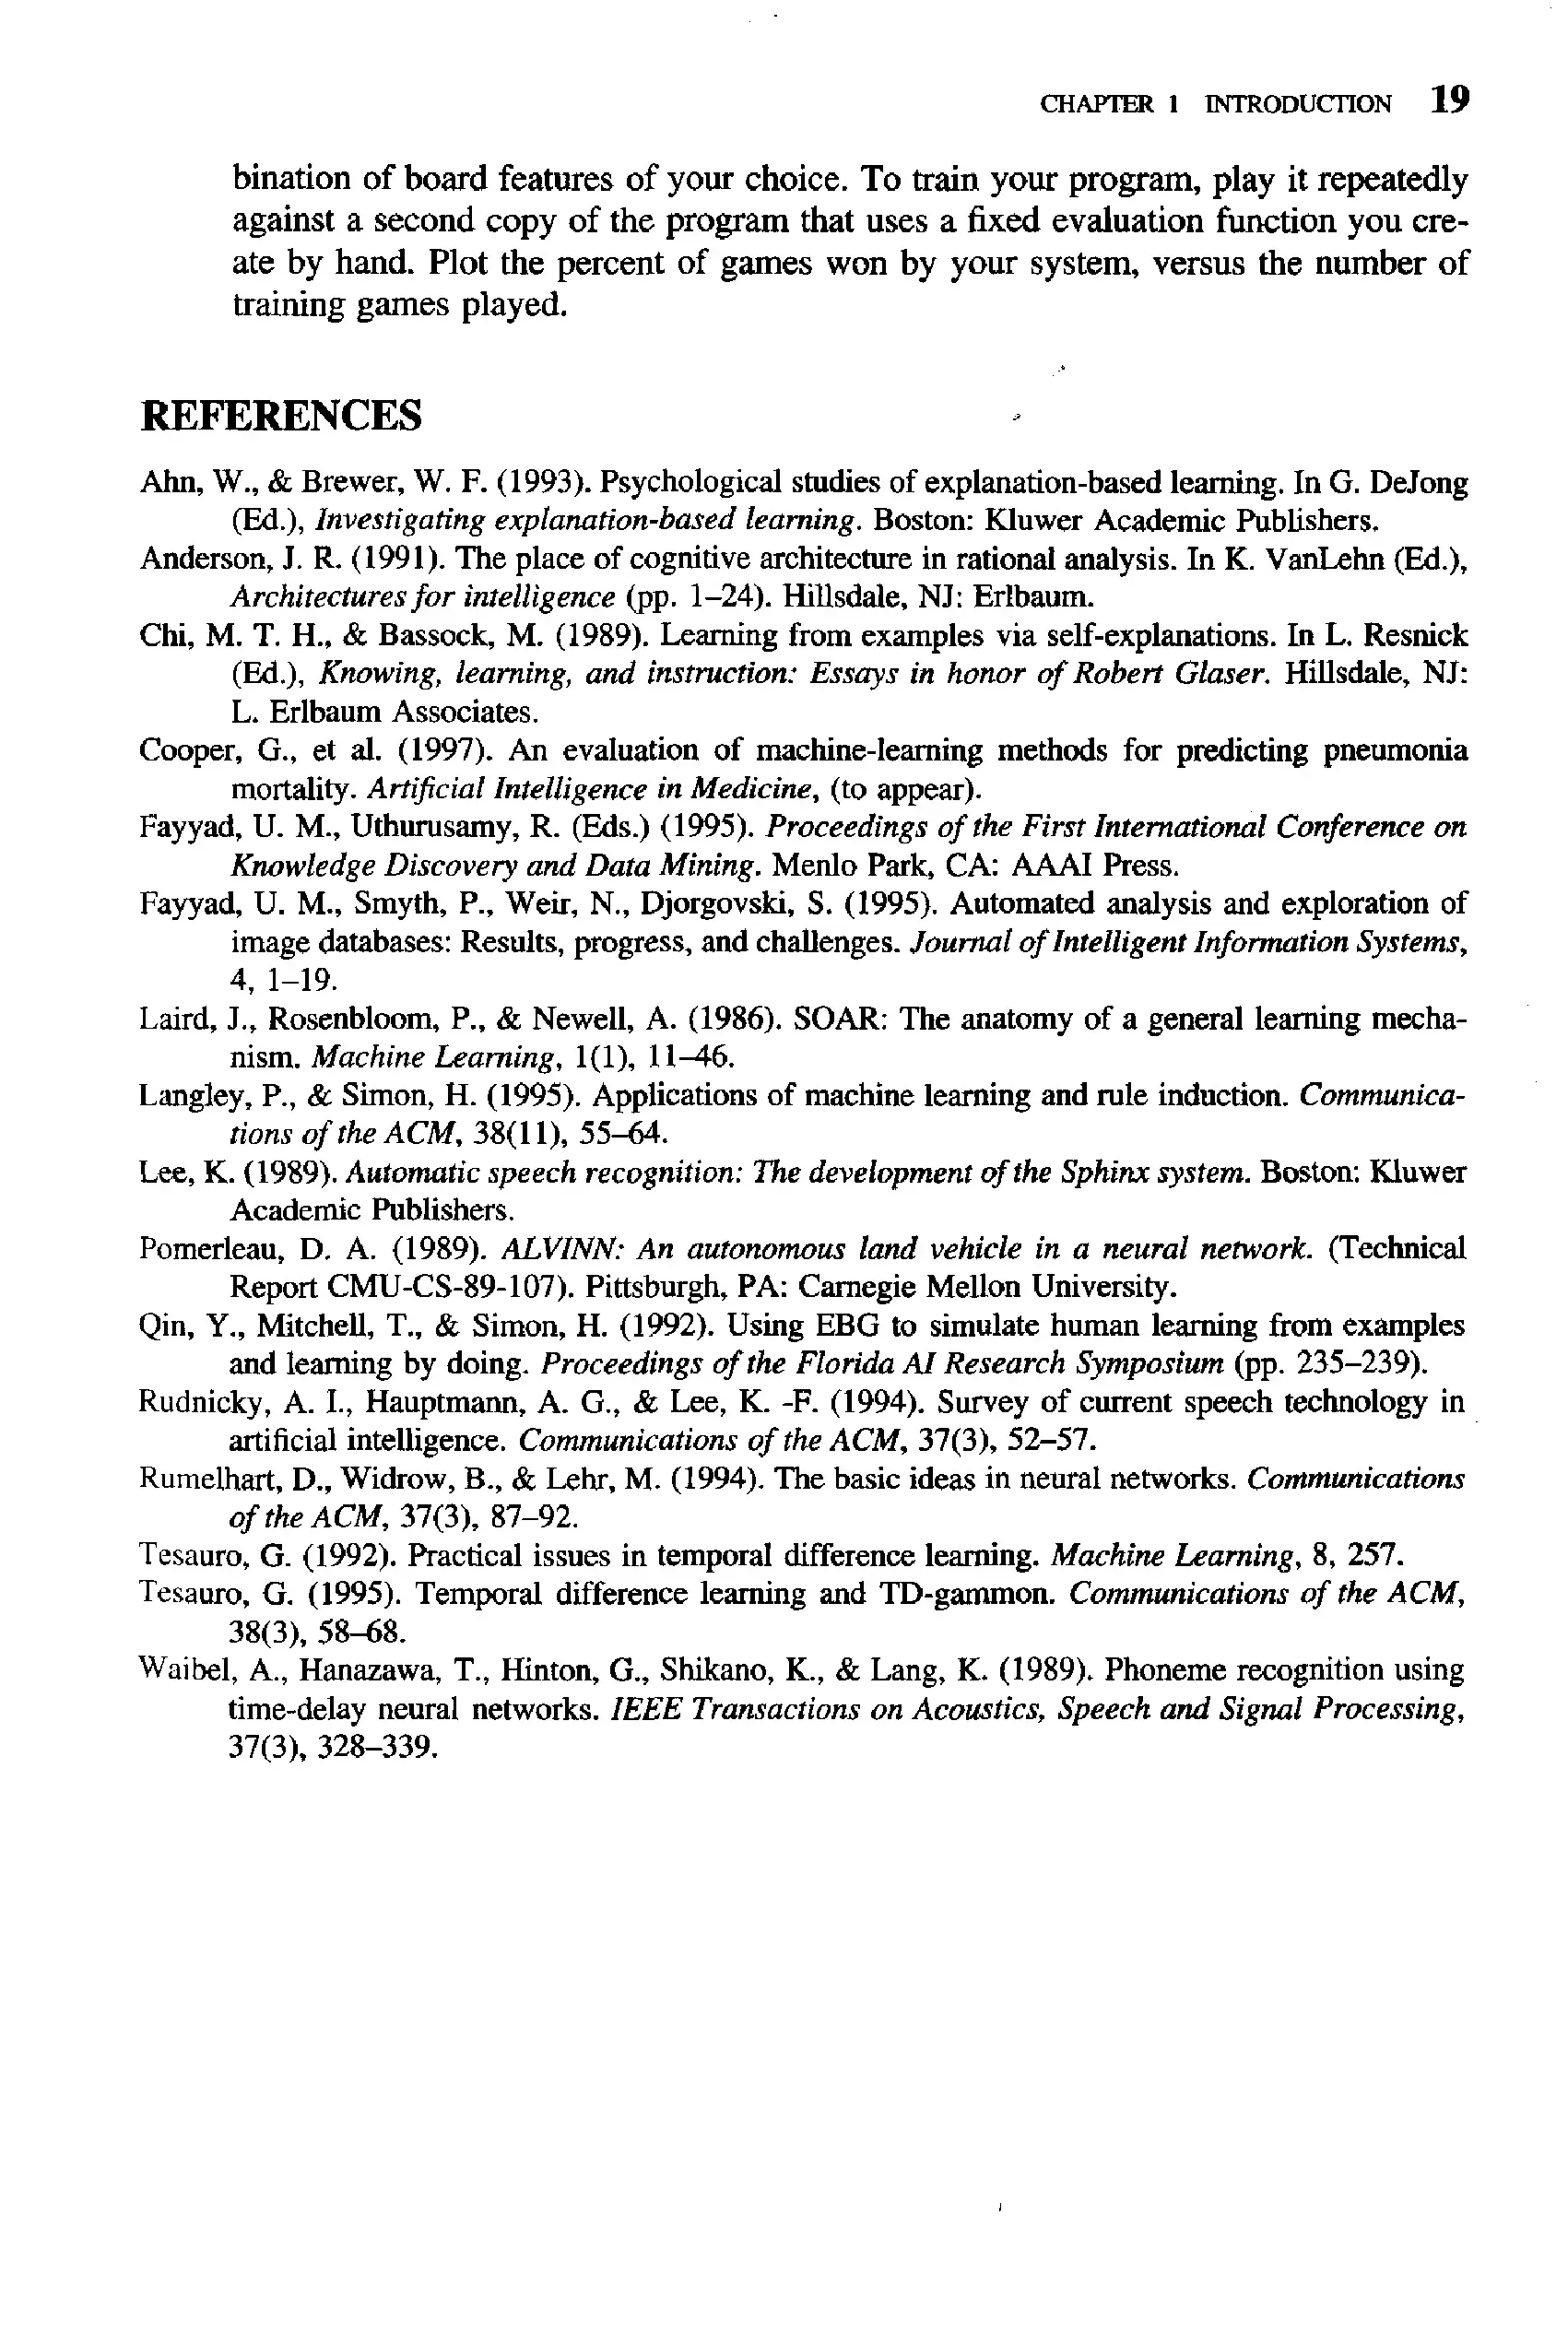 CHAPTER 1 INTRODUCTION 19
bination of board features of your choice. To train your program, play it repeatedly
against a second copy of the program that uses a fixed evaluation function you cre-
ate by hand. Plot the percent of games won by your system, versus the number of
training games played.
REFERENCES
Ahn, W., & Brewer, W. F. (1993). Psychological studies of explanation-based learning. In G. DeJong
(Ed.), Investigating explanation-based learning. Boston: Kluwer Academic Publishers.
Anderson, J. R. (1991). The place of cognitive architecture in rational analysis. In K. VanLehn (Ed.),
Architectures for intelligence (pp. 1–24). Hillsdale, NJ: Erlbaum.
Chi, M. T. H., & Bassock, M. (1989). Learning from examples via self-explanations. In L. Resnick
(Ed.), Knowing, learning, and instruction: Essays in honor of Robert Glaser. Hillsdale, NJ:
L. Erlbaum Associates.
Cooper, G., et al. (1997). An evaluation of machine-learning methods for predicting pneumonia
mortality. Artificial Intelligence in Medicine, (to appear).
Fayyad, U. M., Uthurusamy, R. (Eds.) (1995). Proceedings of the First International Conference on
Knowledge Discovery and Data Mining. Menlo Park, CA: AAAI Press.
Fayyad, U. M., Smyth, P., Weir, N., Djorgovski, S. (1995). Automated analysis and exploration of
image databases: Results, progress, and challenges. Journal of Intelligent Information Systems,
4, 1–19.
Laird, J., Rosenbloom, P., & Newell, A. (1986). SOAR: The anatomy of a general learning mecha-
nism. Machine Learning, 1(1), 11–46.
Langley, P., & Simon, H. (1995). Applications of machine learning and rule induction. Communica-
tions of the ACM, 38(11), 55–64.
Lee, K. (1989). Automatic speech recognition: The development of the Sphinx system. Boston: Kluwer
Academic Publishers.
Pomerleau, D. A. (1989). ALVINN: An autonomous land vehicle in a neural network. (Technical
Report CMU-CS-89-107). Pittsburgh, PA: Carnegie Mellon University.
Qin, Y., Mitchell, T., & Simon, H. (1992). Using EBG to simulate human learning from examples
and learning by doing. Proceedings of the Florida AI Research Symposium (pp. 235–239).
Rudnicky, A. I., Hauptmann, A. G., & Lee, K. -F. (1994). Survey of current speech technology in
artificial intelligence. Communications of the ACM, 37(3), 52–57.
Rumelhart, D., Widrow, B., & Lehr, M. (1994). The basic ideas in neural networks. Communications
of the ACM, 37(3), 87–92.
Tesauro, G. (1992). Practical issues in temporal difference learning. Machine Learning, 8, 257.
Tesauro, G. (1995). Temporal difference learning and TD-gammon. Communications of the ACM,
38(3), 58–68.
Waibel, A., Hanazawa, T., Hinton, G., Shikano, K., & Lang, K. (1989). Phoneme recognition using
time-delay neural networks. IEEE Transactions on Acoustics, Speech and Signal Processing,
37(3), 328–339.